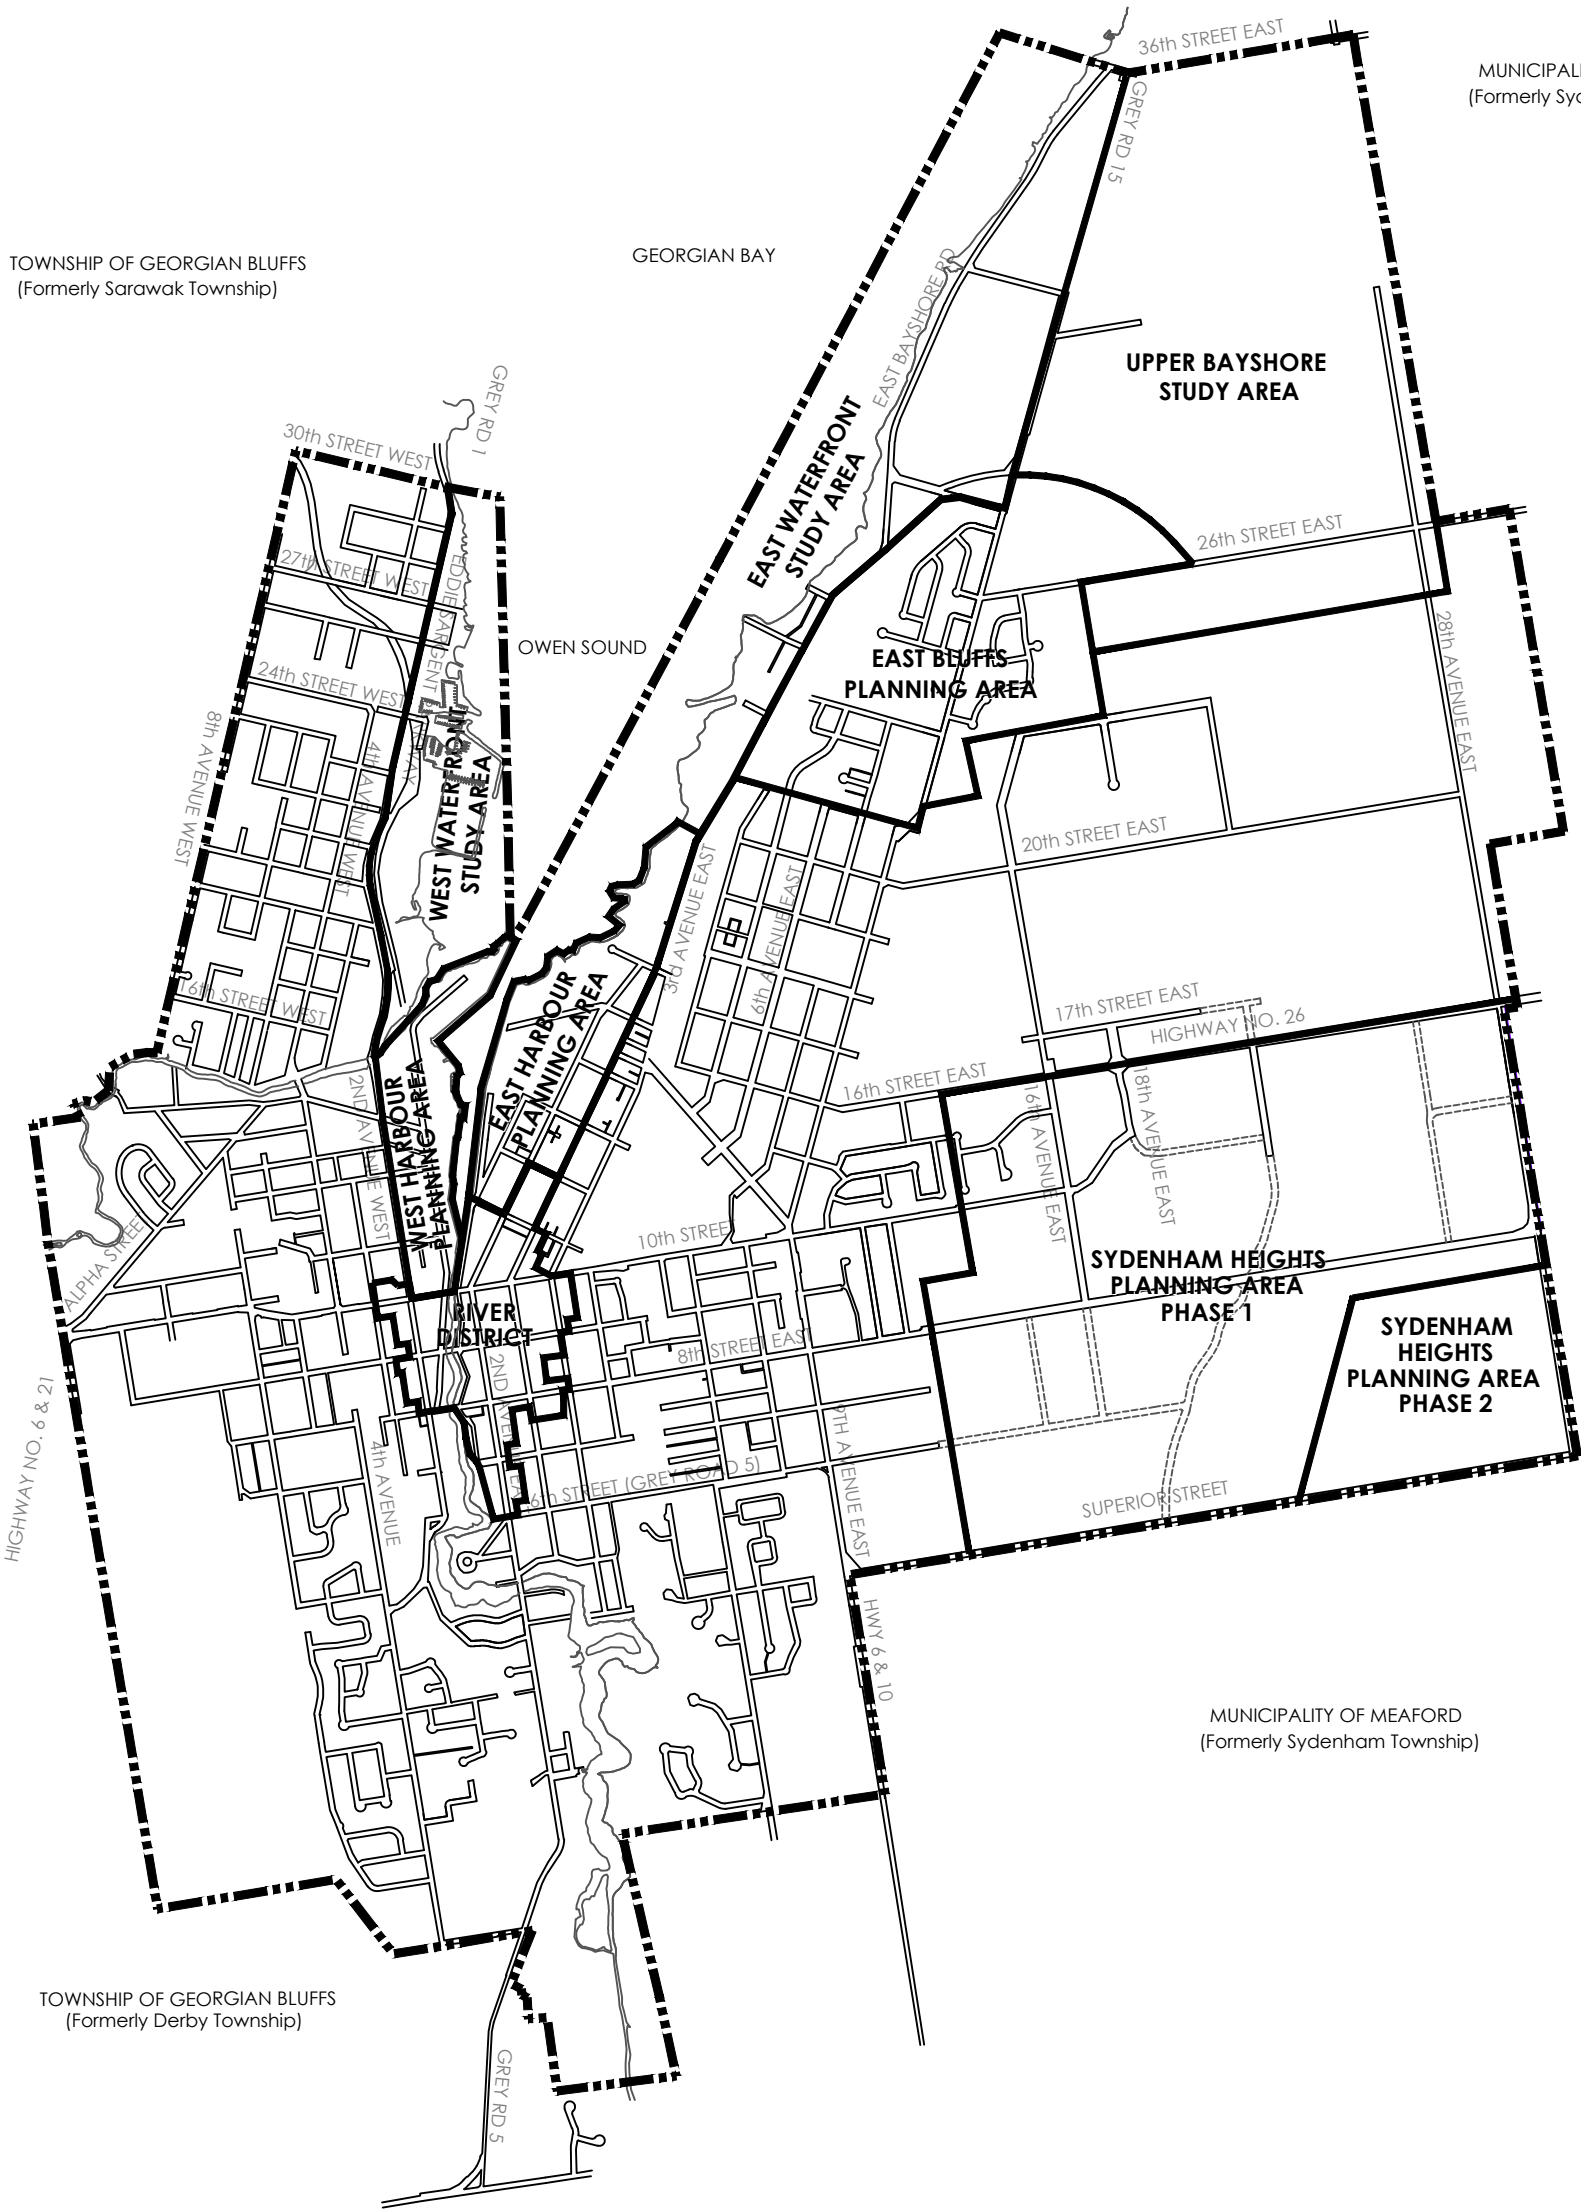 36th STREET EAST
MUNICIPALI
(Formerly Syd
GREY RD 15
TOWNSHIP OF GEORGIAN BLUFFS
(Formerly Sarawak Township)
GEORGIAN BAY
EAST BAYSHORE RD
UPPER BAYSHORE
STUDY AREA
GREY RD 1
30th STREET WEST
EAST WATERFRONT
STUDY AREA
26th STREET EAST
27th STREET WEST
EDDIE SARGENT PARKWAY
OWEN SOUND
28th AVENUE EAST
EAST BLUFFS
PLANNING AREA
24th STREET WEST
8th AVENUE WEST
4th AVENUE WEST
WEST WATERFRONT
STUDY AREA
20th STREET EAST
3rd AVENUE EAST
6th AVENUE EAST
16th STREET WEST
EAST HARBOUR
PLANNING AREA
17th STREET EAST
HIGHWAY NO. 26
16th STREET EAST
2ND AVENUE WEST
WEST HARBOUR
PLANNING AREA
16th AVENUE EAST
18th AVENUE EAST
ALPHA STREET
10th STREET
SYDENHAM HEIGHTS
PLANNING AREA
PHASE 1
RIVER
DISTRICT
SYDENHAM
HEIGHTS
PLANNING AREA
PHASE 2
8th STREET EAST
2ND AVENUE EAST
HIGHWAY NO. 6 & 21
4th AVENUE
9TH AVENUE EAST
6th STREET (GREY ROAD 5)
SUPERIOR STREET
HWY 6 & 10
MUNICIPALITY OF MEAFORD
(Formerly Sydenham Township)
TOWNSHIP OF GEORGIAN BLUFFS
(Formerly Derby Township)
GREY RD 5